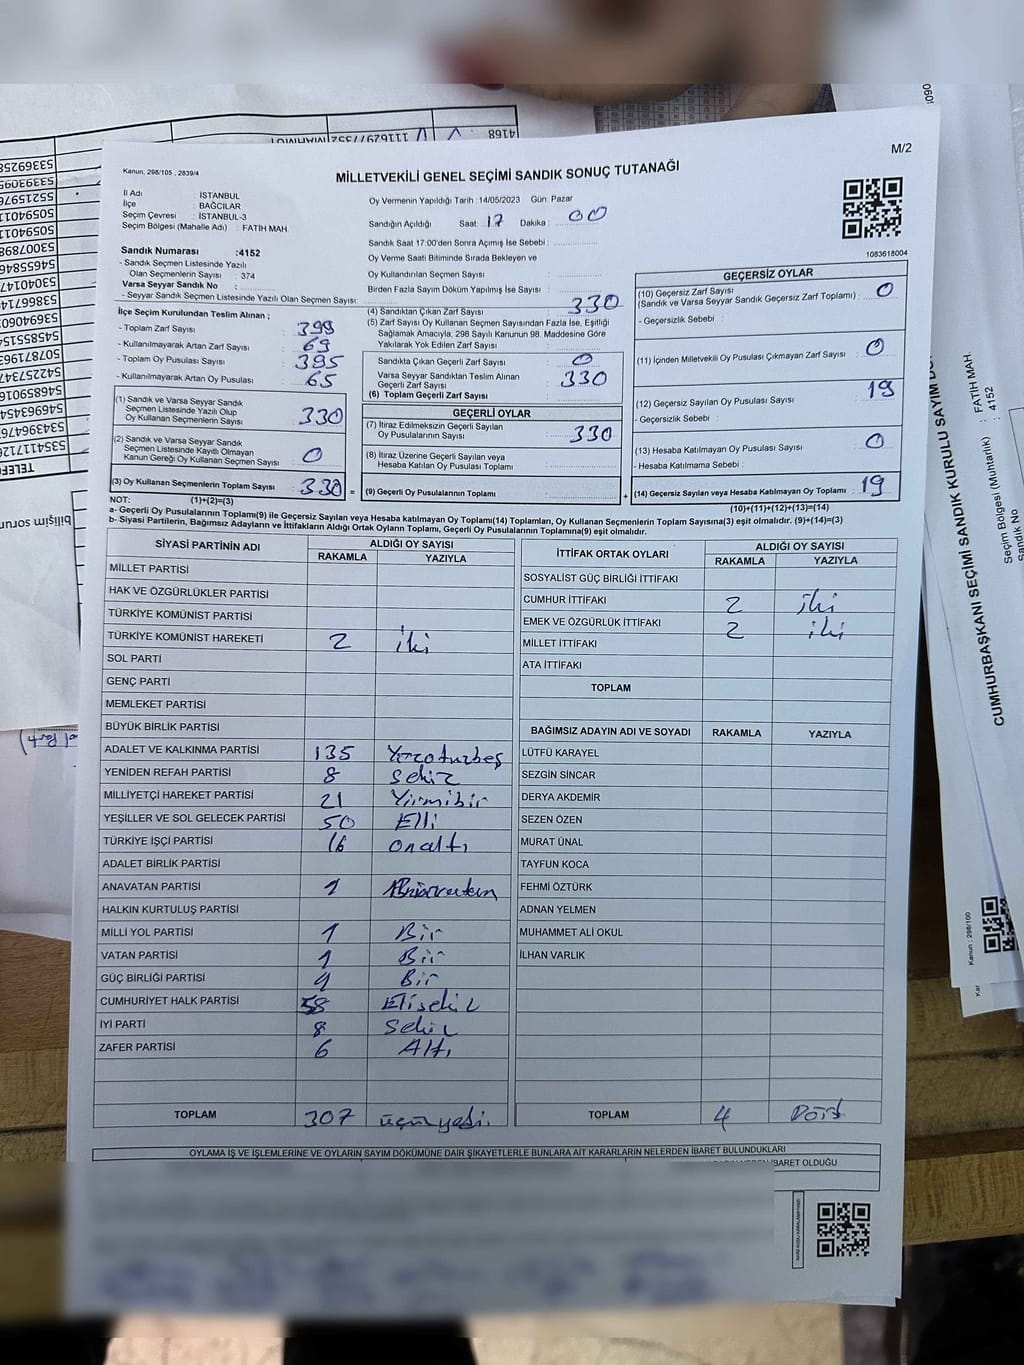 4168
111162977352 MAHMUT
M/2
Kanun; 298/105 , 2839/4
MİLLETVEKİLİ GENEL SEÇİMİ SANDIK SONUÇ TUTANAĞI
İl Adı : İSTANBUL
İlçe : BAĞCILAR
Seçim Çevresi : İSTANBUL-3
Seçim Bölgesi (Mahalle Adı) : FATİH MAH.
Oy Vermenin Yapıldığı Tarih :14/05/2023 Gün: Pazar
Sandığın Açıldığı Saat: 17 Dakika : 00
Sandık Saat 17:00'den Sonra Açımış İse Sebebi :
Oy Verme Saati Bitiminde Sırada Bekleyen ve
Oy Kullandırılan Seçmen Sayısı :
Birden Fazla Sayım Döküm Yapılmış İse Sayısı :
1083618004
Sandık Numarası :4152
- Sandık Seçmen Listesinde Yazılı
Olan Seçmenlerin Sayısı : 374
Varsa Seyyar Sandık No :
- Seyyar Sandık Seçmen Listesinde Yazılı Olan Seçmen Sayısı:
İlçe Seçim Kurulundan Teslim Alınan ;
- Toplam Zarf Sayısı : 399
- Kullanılmayarak Artan Zarf Sayısı : 69
- Toplam Oy Pusulası Sayısı : 395
- Kullanılmayarak Artan Oy Pusulası : 65
(1) Sandık ve Varsa Seyyar Sandık
Seçmen Listesinde Yazılı Olup
Oy Kullanan Seçmenlerin Sayısı : 330
(2) Sandık ve Varsa Seyyar Sandık
Seçmen Listesinde Kayıtlı Olmayan
Kanun Gereği Oy Kullanan Seçmen Sayısı : 0
(3) Oy Kullanan Seçmenlerin Toplam Sayısı : 330 =
(4) Sandıktan Çıkan Zarf Sayısı : 330
(5) Zarf Sayısı Oy Kullanan Seçmen Sayısından Fazla İse, Eşitliği
Sağlamak Amacıyla, 298 Sayılı Kanunun 98. Maddesine Göre
Yakılarak Yok Edilen Zarf Sayısı :
Sandıkta Çıkan Geçerli Zarf Sayısı : 0
Varsa Seyyar Sandıktan Teslim Alınan
Geçerli Zarf Sayısı : 330
(6) Toplam Geçerli Zarf Sayısı :
GEÇERLİ OYLAR
(7) İtiraz Edilmeksizin Geçerli Sayılan
Oy Pusulalarının Sayısı : 330
(8) İtiraz Üzerine Geçerli Sayılan veya
Hesaba Katılan Oy Pusulası Toplamı :
(9) Geçerli Oy Pusulalarının Toplamı : +
GEÇERSİZ OYLAR
(10) Geçersiz Zarf Sayısı
(Sandık ve Varsa Seyyar Sandık Geçersiz Zarf Toplamı) : 0
- Geçersizlik Sebebi :
(11) İçinden Milletvekili Oy Pusulası Çıkmayan Zarf Sayısı : 0
(12) Geçersiz Sayılan Oy Pusulası Sayısı : 19
- Geçersizlik Sebebi :
(13) Hesaba Katılmayan Oy Pusulası Sayısı : 0
- Hesaba Katılmama Sebebi :
(14) Geçersiz Sayılan veya Hesaba Katılmayan Oy Toplamı : 19
NOT: (1)+(2)=(3)
(10)+(11)+(12)+(13)=(14)
a- Geçerli Oy Pusulalarının Toplamı(9) ile Geçersiz Sayılan veya Hesaba katılmayan Oy Toplamı(14) Toplamları, Oy Kullanan Seçmenlerin Toplam Sayısına(3) eşit olmalıdır. (9)+(14)=(3)
b- Siyasi Partilerin, Bağımsız Adayların ve İttifakların Aldığı Ortak Oyların Toplamı, Geçerli Oy Pusulalarının Toplamına(9) eşit olmalıdır.
SİYASİ PARTİNİN ADI ALDIĞI OY SAYISI
RAKAMLA YAZIYLA
MİLLET PARTİSİ
HAK VE ÖZGÜRLÜKLER PARTİSİ
TÜRKİYE KOMÜNİST PARTİSİ
TÜRKİYE KOMÜNİST HAREKETİ 2 iki
SOL PARTİ
GENÇ PARTİ
MEMLEKET PARTİSİ
BÜYÜK BİRLİK PARTİSİ
ADALET VE KALKINMA PARTİSİ 135 Yüzotuzbeş
YENİDEN REFAH PARTİSİ 8 sekiz
MİLLİYETÇİ HAREKET PARTİSİ 21 Yirmibir
YEŞİLLER VE SOL GELECEK PARTİSİ 50 Elli
TÜRKİYE İŞÇİ PARTİSİ 16 onaltı
ADALET BİRLİK PARTİSİ
ANAVATAN PARTİSİ 1
HALKIN KURTULUŞ PARTİSİ
MİLLİ YOL PARTİSİ 1 Bir
VATAN PARTİSİ 1 Bir
GÜÇ BİRLİĞİ PARTİSİ 1 Bir
CUMHURİYET HALK PARTİSİ 58 Ellisekiz
İYİ PARTİ 8 Sekiz
ZAFER PARTİSİ 6 Altı
TOPLAM 307 üçyüzyedi
İTTİFAK ORTAK OYLARI ALDIĞI OY SAYISI
RAKAMLA YAZIYLA
SOSYALİST GÜÇ BİRLİĞİ İTTİFAKI
CUMHUR İTTİFAKI 2 iki
EMEK VE ÖZGÜRLÜK İTTİFAKI 2 iki
MİLLET İTTİFAKI
ATA İTTİFAKI
TOPLAM
BAĞIMSIZ ADAYIN ADI VE SOYADI RAKAMLA YAZIYLA
LÜTFÜ KARAYEL
SEZGİN SİNCAR
DERYA AKDEMİR
SEZEN ÖZEN
MURAT ÜNAL
TAYFUN KOCA
FEHMİ ÖZTÜRK
ADNAN YELMEN
MUHAMMET ALİ OKUL
İLHAN VARLIK
TOPLAM 4 Dört
OYLAMA İŞ VE İŞLEMLERİNE VE OYLARIN SAYIM DÖKÜMÜNE DAİR ŞİKAYETLERLE BUNLARA AİT KARARLARIN NELERDEN İBARET BULUNDUKLARI
İBARET OLDUĞU
CUMHURBAŞKANI SEÇİMİ SANDIK KURULU SAYIM
Seçim Bölgesi (Muhtarlık) : FATİH MAH.
Sandık No : 4152
Kanun : 298/100